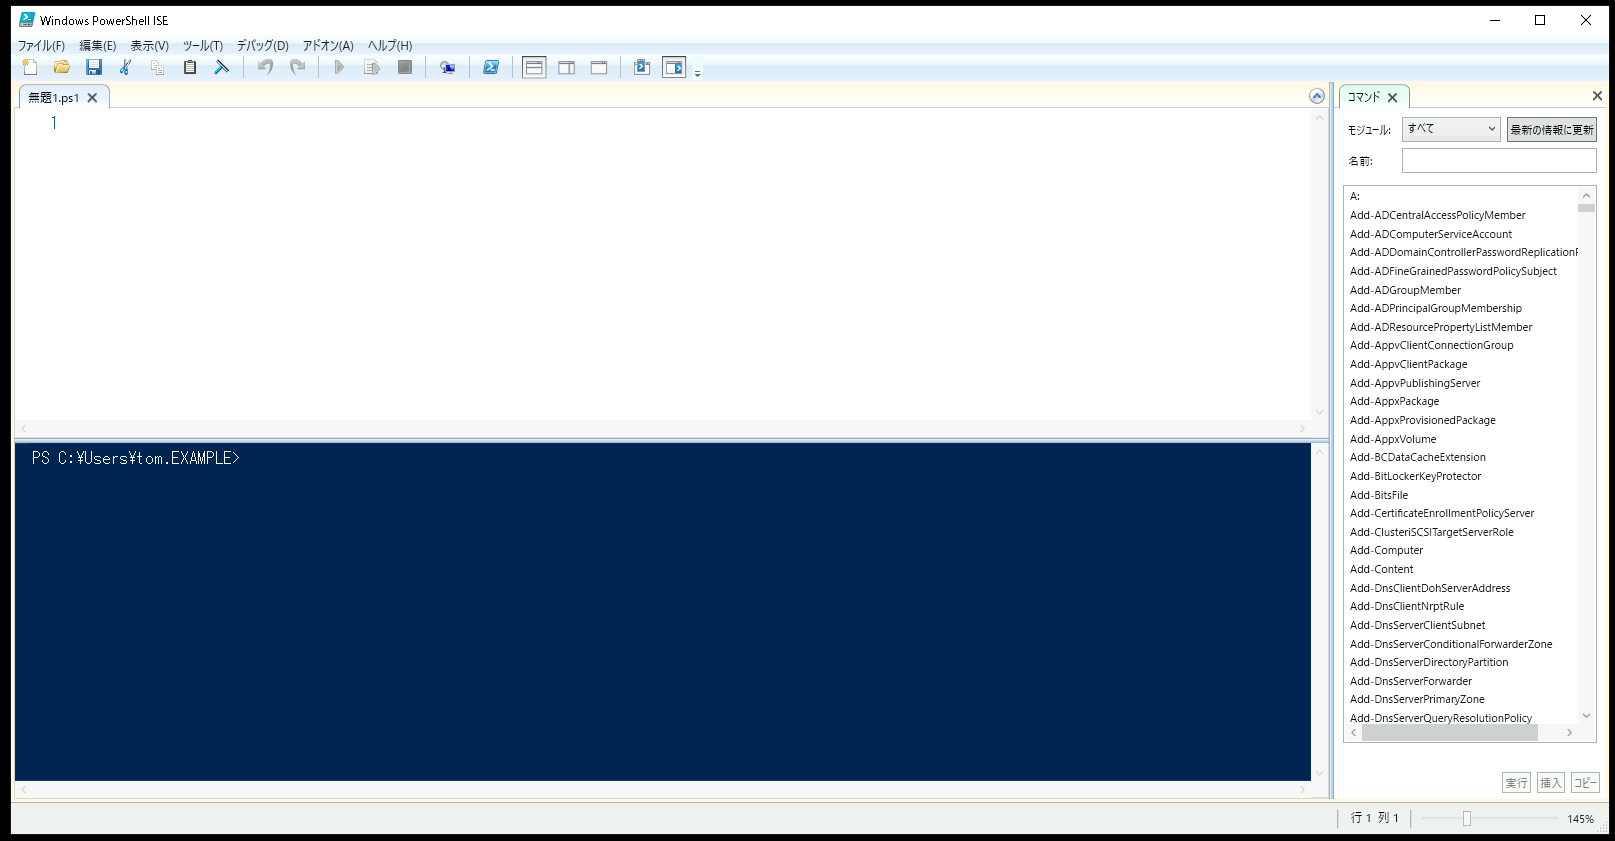 Windows PowerShell ISE
ファイル(F) 編集(E) 表示(V) ツール(T) デバッグ(D) アドオン(A) ヘルプ(H)
無題1.ps1
1
PS C:¥Users¥tom.EXAMPLE>
コマンド
モジュール: すべて 最新の情報に更新
名前:
A:
Add-ADCentralAccessPolicyMember
Add-ADComputerServiceAccount
Add-ADDomainControllerPasswordReplicationP
Add-ADFineGrainedPasswordPolicySubject
Add-ADGroupMember
Add-ADPrincipalGroupMembership
Add-ADResourcePropertyListMember
Add-AppvClientConnectionGroup
Add-AppvClientPackage
Add-AppvPublishingServer
Add-AppxPackage
Add-AppxProvisionedPackage
Add-AppxVolume
Add-BCDataCacheExtension
Add-BitLockerKeyProtector
Add-BitsFile
Add-CertificateEnrollmentPolicyServer
Add-ClusteriSCSITargetServerRole
Add-Computer
Add-Content
Add-DnsClientDohServerAddress
Add-DnsClientNrptRule
Add-DnsServerClientSubnet
Add-DnsServerConditionalForwarderZone
Add-DnsServerDirectoryPartition
Add-DnsServerForwarder
Add-DnsServerPrimaryZone
Add-DnsServerQueryResolutionPolicy
実行 挿入 コピー
行 1 列 1 145%